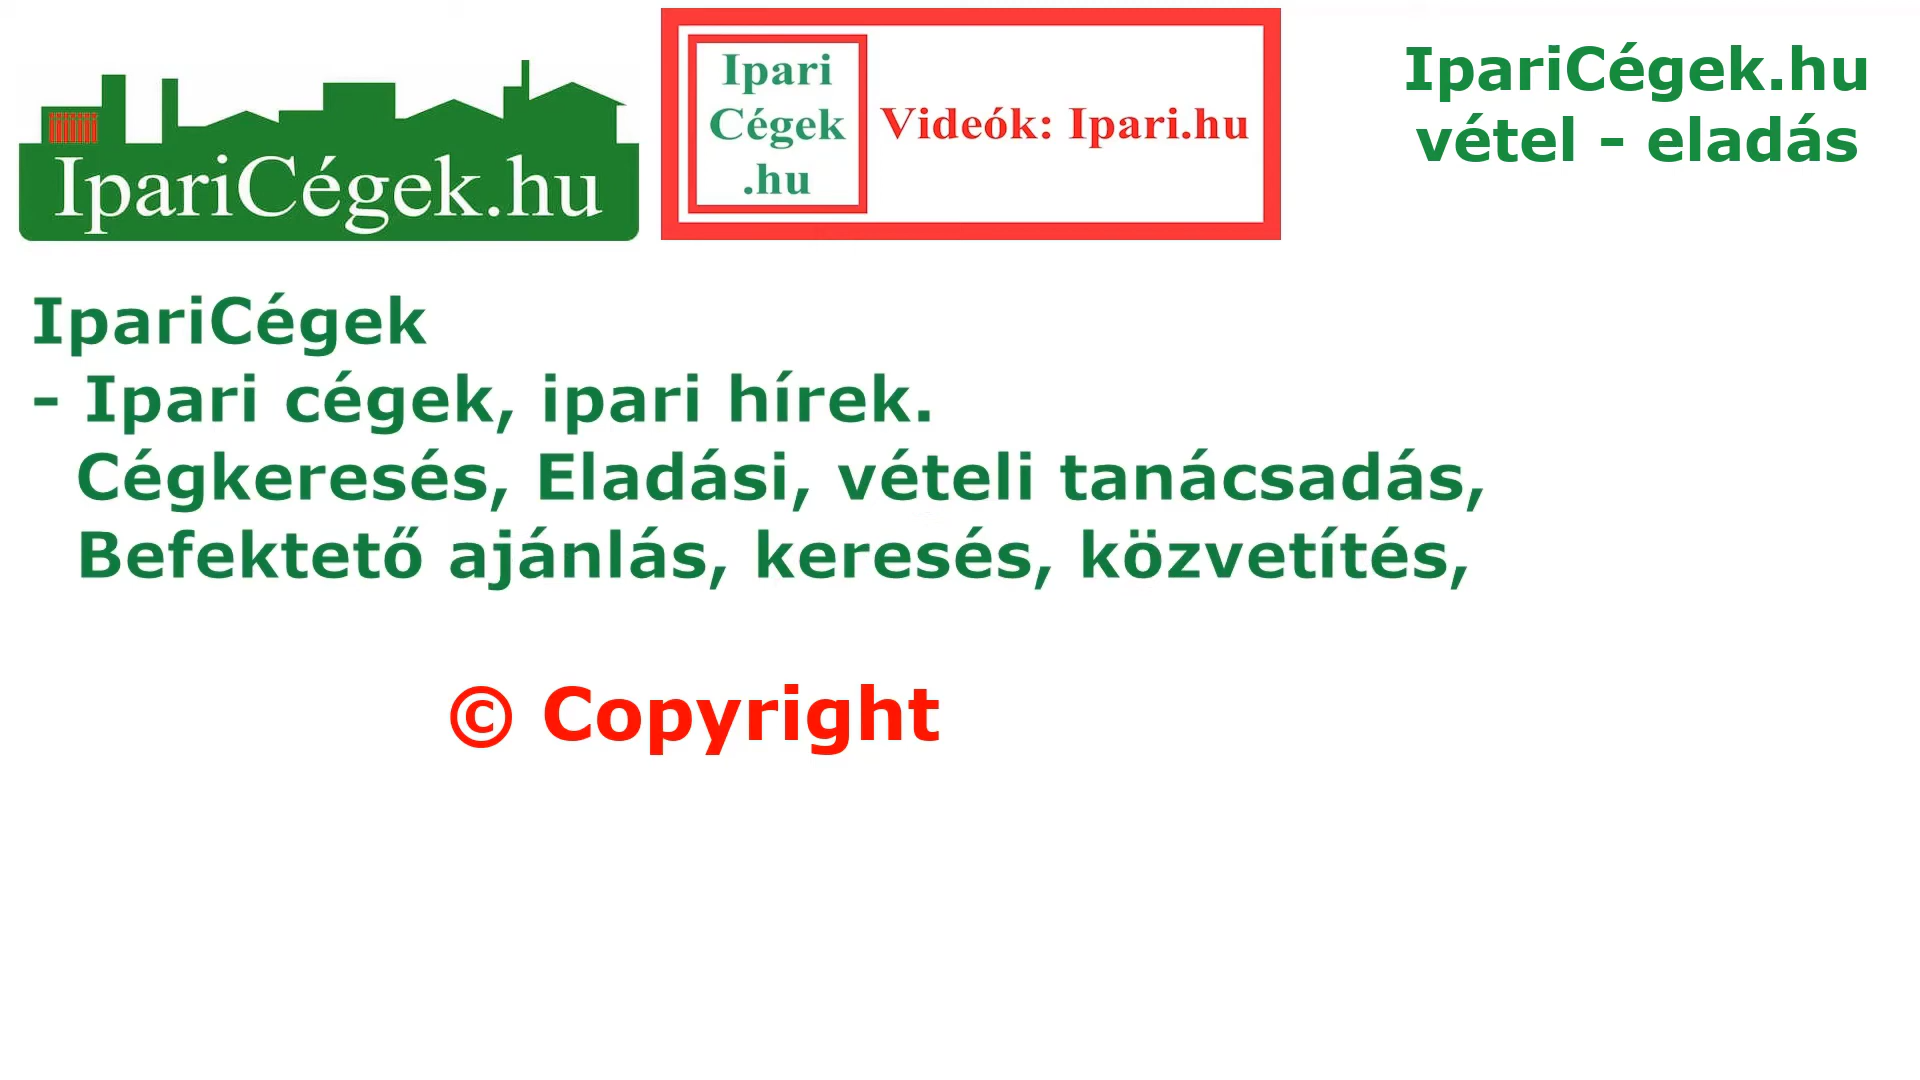 IpariCégek.hu
Ipari
Cégek
.hu
Videók: Ipari.hu
IpariCégek.hu
vétel - eladás
IpariCégek
- Ipari cégek, ipari hírek.
Cégkeresés, Eladási, vételi tanácsadás,
Befektető ajánlás, keresés, közvetítés,
© Copyright